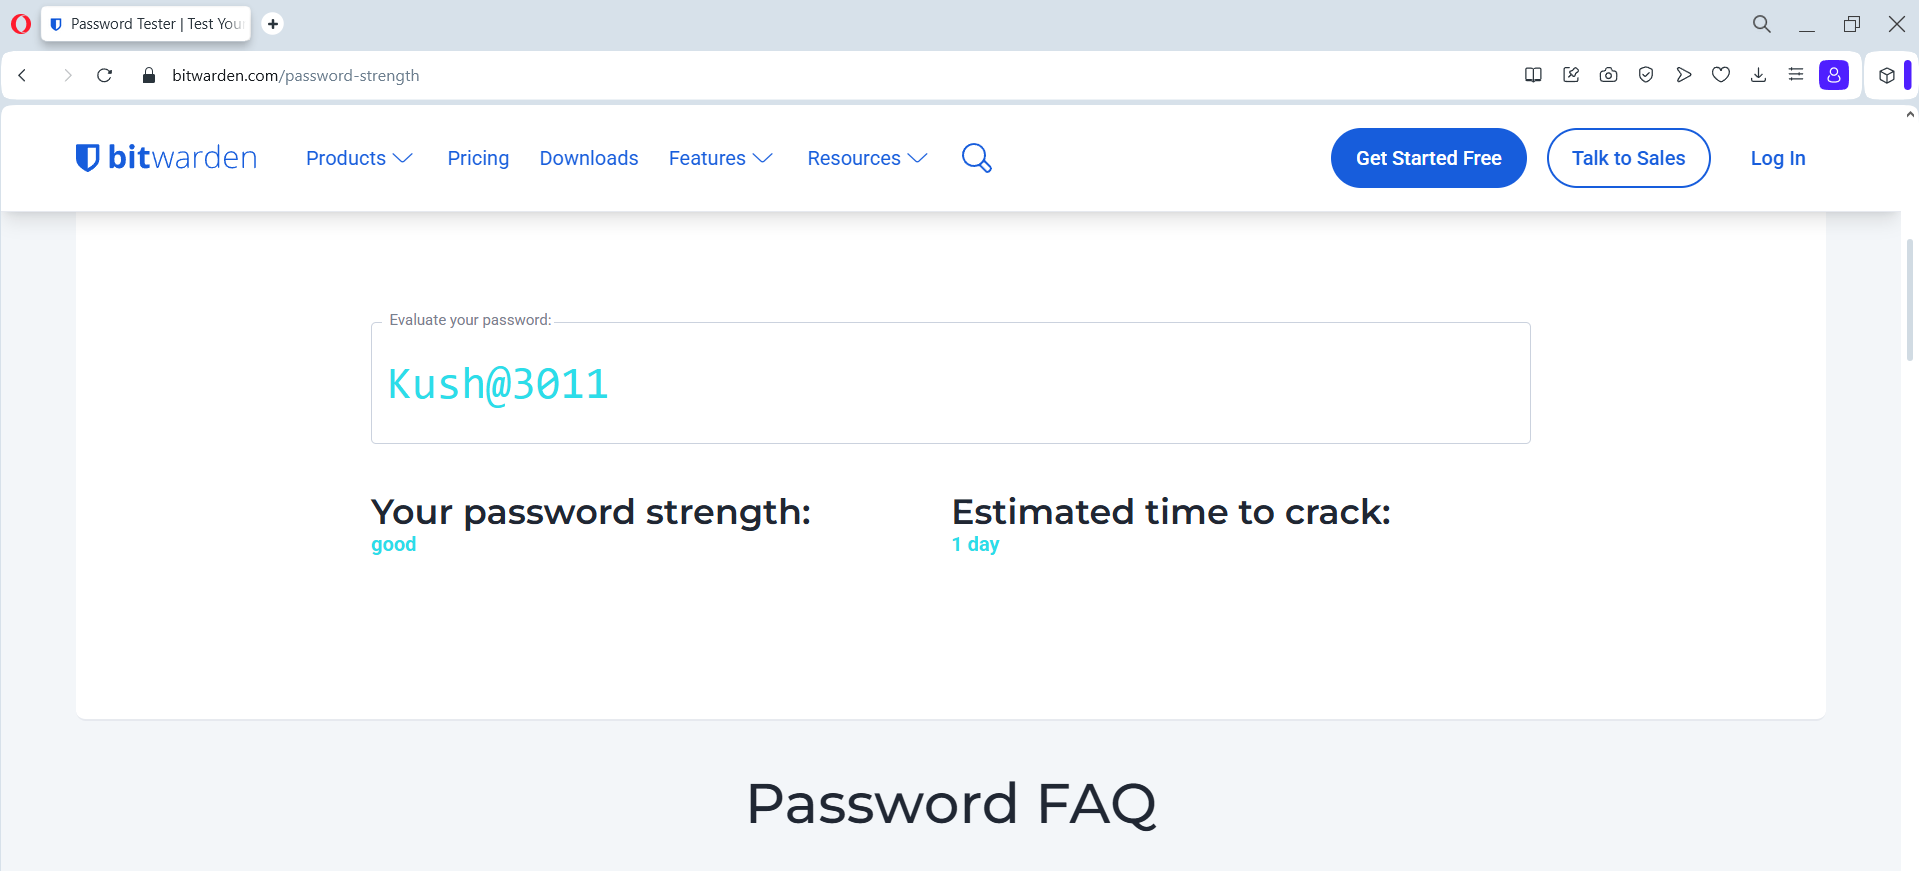 Password Tester | Test You
bitwarden.com/password-strength
bitwarden
Products
Pricing
Downloads
Features
Resources
Get Started Free
Talk to Sales
Log In
Evaluate your password:
Kush@3011
Your password strength:
good
Estimated time to crack:
1 day
Password FAQ